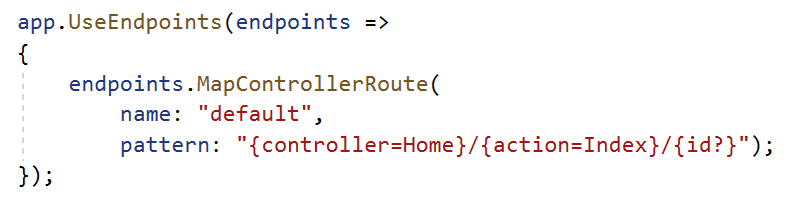 app.UseEndpoints(endpoints =>
{
    endpoints.MapControllerRoute(
        name: "default",
        pattern: "{controller=Home}/{action=Index}/{id?}");
});